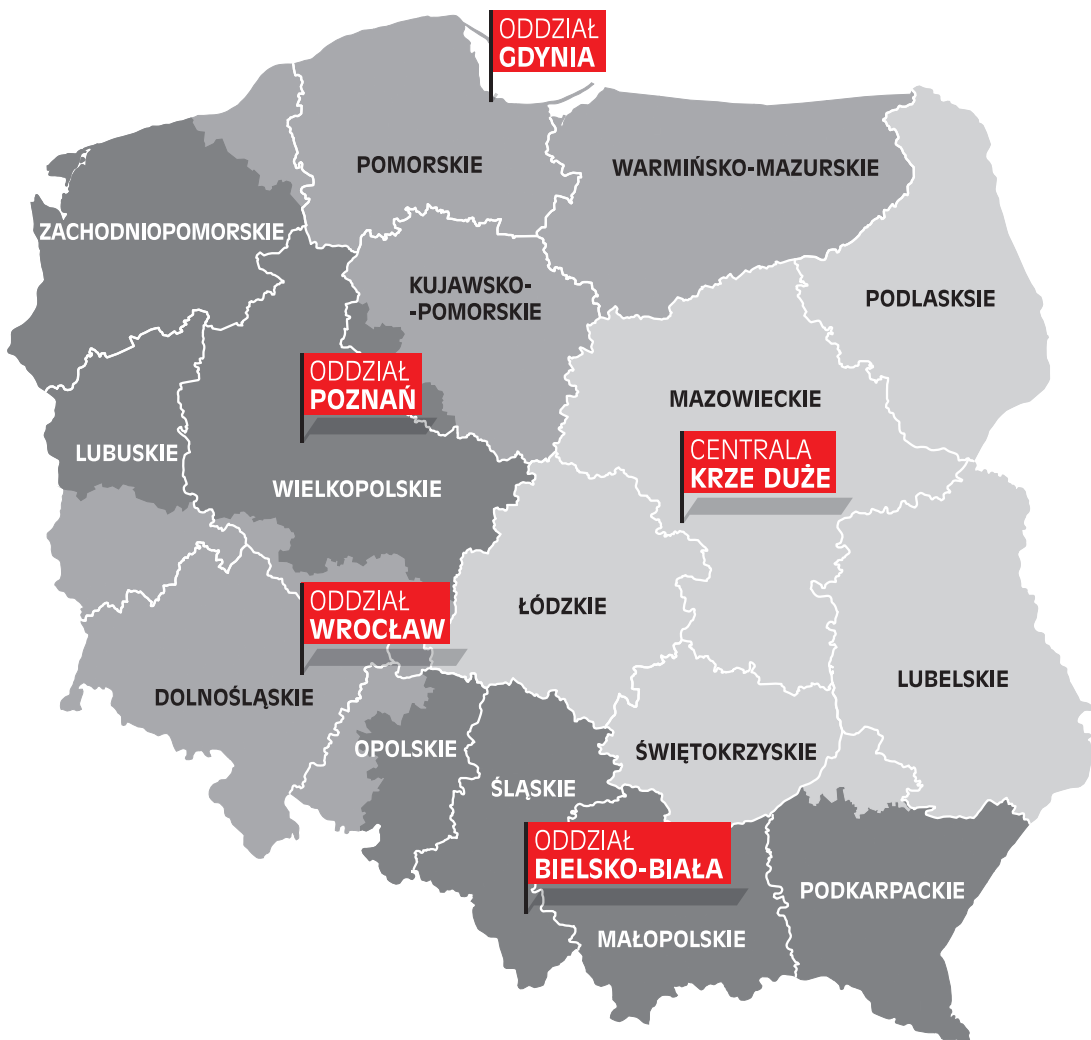 ODDZIAŁ
GDYNIA
POMORSKIE
WARMIŃSKO-MAZURSKIE
ZACHODNIOPOMORSKIE
KUJAWSKO-
-POMORSKIE
PODLASKSIE
ODDZIAŁ
POZNAŃ
MAZOWIECKIE
LUBUSKIE
CENTRALA
KRZE DUŻE
WIELKOPOLSKIE
ODDZIAŁ
WROCŁAW
ŁÓDZKIE
DOLNOŚLĄSKIE
LUBELSKIE
OPOLSKIE
ŚWIĘTOKRZYSKIE
ŚLĄSKIE
ODDZIAŁ
BIELSKO-BIAŁA
PODKARPACKIE
MAŁOPOLSKIE